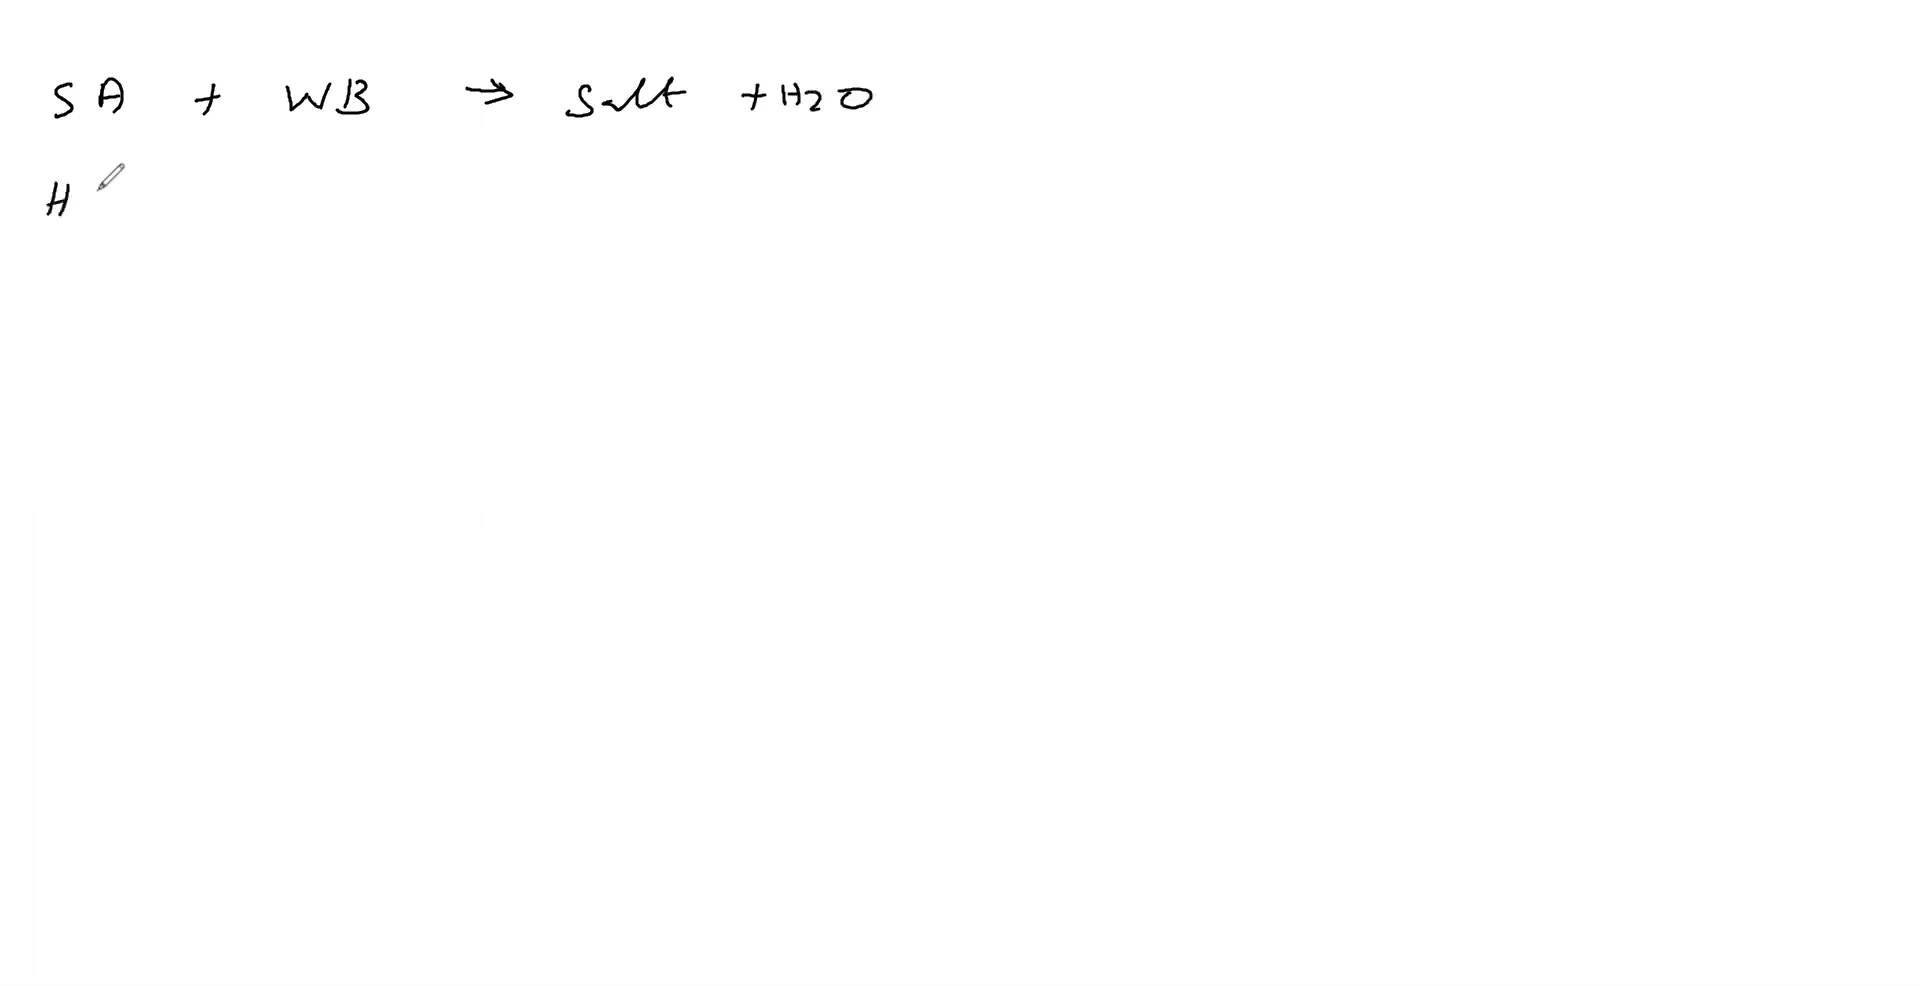 SA + WB → Salt + H2O
H